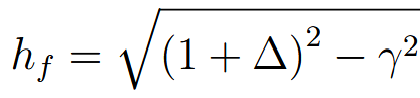 $h_f = \sqrt{(1 + \Delta)^2 - \gamma^2}$